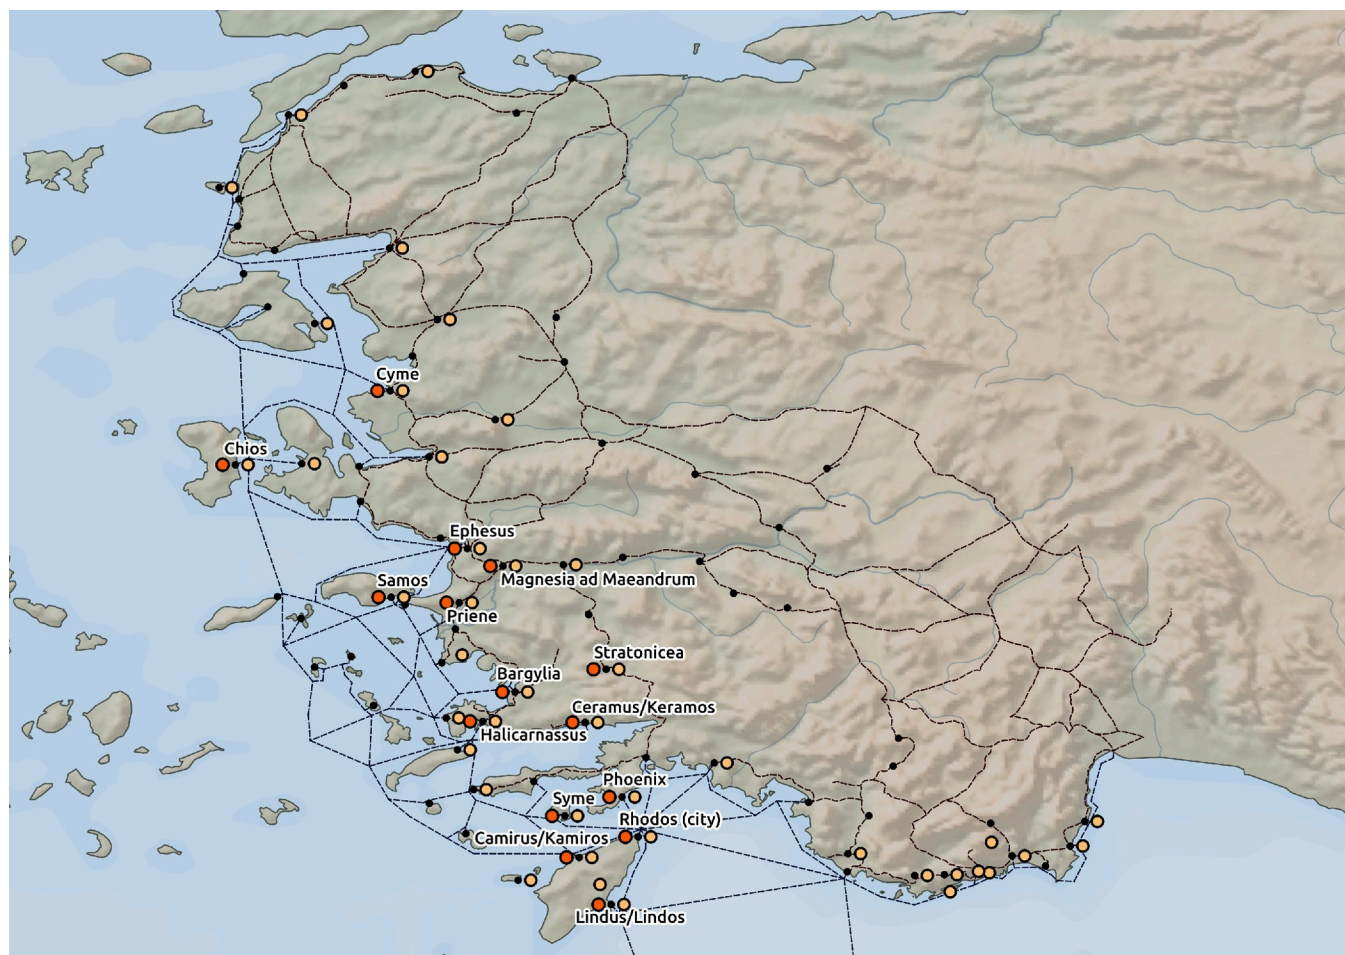 Cyme
Chios
Ephesus
Magnesia ad Maeandrum
Samos
Priene
Stratonicea
Bargylia
Ceramus/Keramos
Halicarnassus
Phoenix
Syme
Rhodos (city)
Camirus/Kamiros
Lindus/Lindos